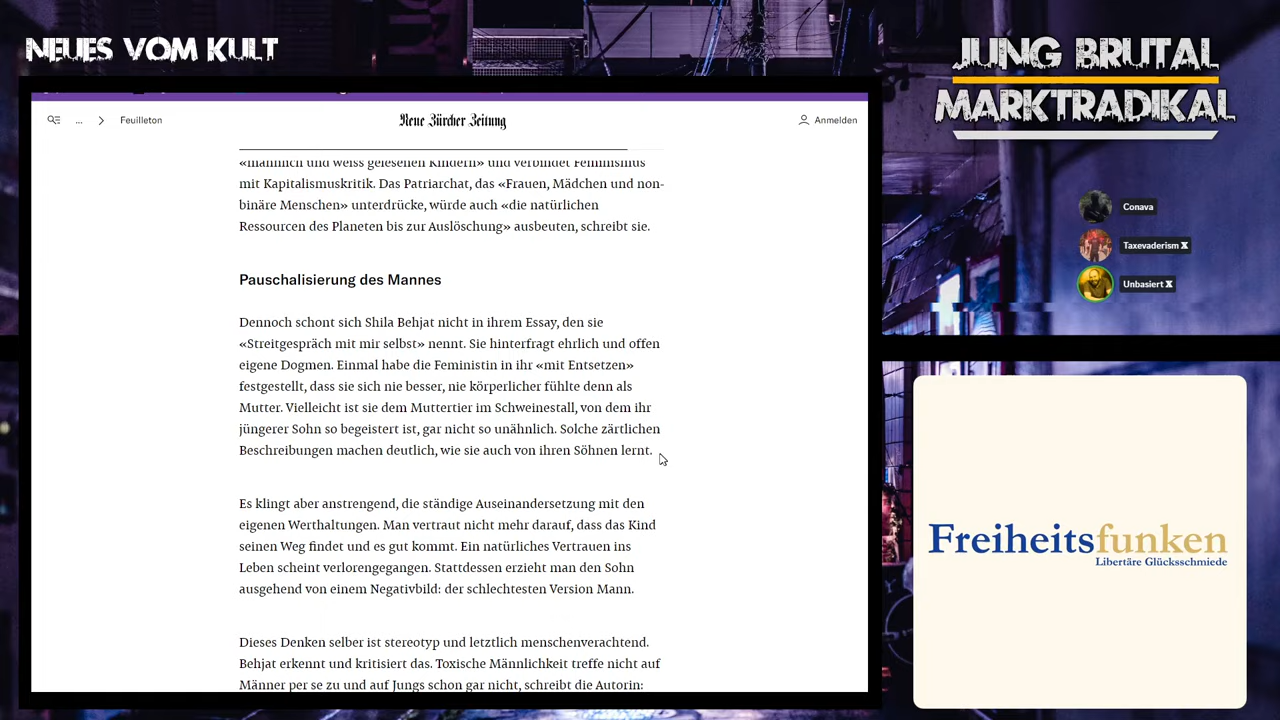 NEUES VOM KULT
JUNG BRUTAL
MARKTRADIKAL
...
Feuilleton
Neue Zürcher Zeitung
Anmelden
«männlich und weiss gelesenen Kindern» und verbindet Feminismus
mit Kapitalismuskritik. Das Patriarchat, das «Frauen, Mädchen und non-
binäre Menschen» unterdrücke, würde auch «die natürlichen
Ressourcen des Planeten bis zur Auslöschung» ausbeuten, schreibt sie.
Pauschalisierung des Mannes
Dennoch schont sich Shila Behjat nicht in ihrem Essay, den sie
«Streitgespräch mit mir selbst» nennt. Sie hinterfragt ehrlich und offen
eigene Dogmen. Einmal habe die Feministin in ihr «mit Entsetzen»
festgestellt, dass sie sich nie besser, nie körperlicher fühlte denn als
Mutter. Vielleicht ist sie dem Muttertier im Schweinestall, von dem ihr
jüngerer Sohn so begeistert ist, gar nicht so unähnlich. Solche zärtlichen
Beschreibungen machen deutlich, wie sie auch von ihren Söhnen lernt.
Es klingt aber anstrengend, die ständige Auseinandersetzung mit den
eigenen Werthaltungen. Man vertraut nicht mehr darauf, dass das Kind
seinen Weg findet und es gut kommt. Ein natürliches Vertrauen ins
Leben scheint verlorengegangen. Stattdessen erzieht man den Sohn
ausgehend von einem Negativbild: der schlechtesten Version Mann.
Dieses Denken selber ist stereotyp und letztlich menschenverachtend.
Behjat erkennt und kritisiert das. Toxische Männlichkeit treffe nicht auf
Männer per se zu und auf Jungs schon gar nicht, schreibt die Autorin:
Conava
Taxevaderism X
Unbasiert X
Freiheitsfunken
Libertäre Glücksschmiede